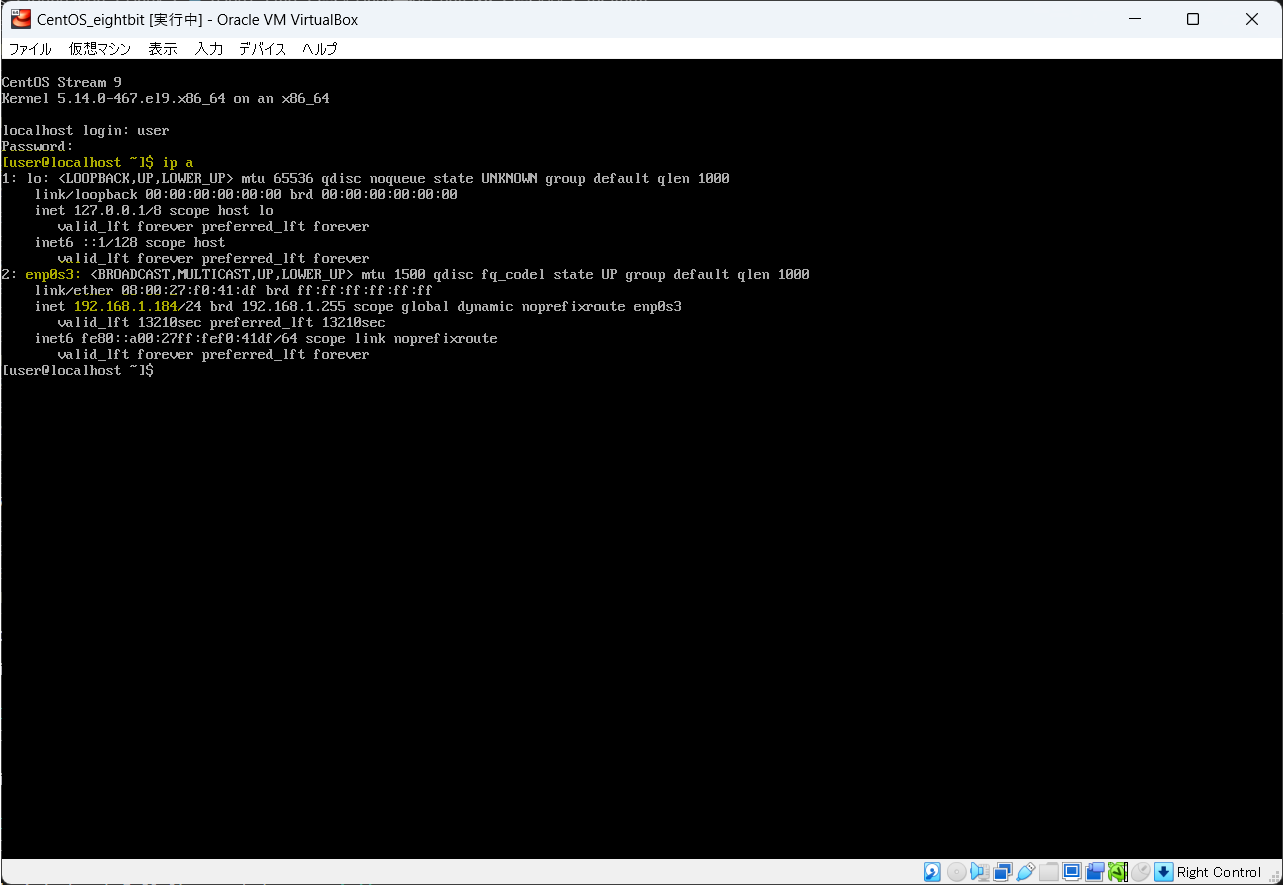 CentOS_eightbit [実行中] - Oracle VM VirtualBox
ファイル 仮想マシン 表示 入力 デバイス ヘルプ
CentOS Stream 9
Kernel 5.14.0-467.el9.x86_64 on an x86_64
localhost login: user
Password:
[user@localhost ~]$ ip a
1: lo: <LOOPBACK,UP,LOWER_UP> mtu 65536 qdisc noqueue state UNKNOWN group default qlen 1000
link/loopback 00:00:00:00:00:00 brd 00:00:00:00:00:00
inet 127.0.0.1/8 scope host lo
valid_lft forever preferred_lft forever
inet6 ::1/128 scope host
valid_lft forever preferred_lft forever
2: enp0s3: <BROADCAST,MULTICAST,UP,LOWER_UP> mtu 1500 qdisc fq_codel state UP group default qlen 1000
link/ether 08:00:27:f0:41:df brd ff:ff:ff:ff:ff:ff
inet 192.168.1.184/24 brd 192.168.1.255 scope global dynamic noprefixroute enp0s3
valid_lft 13210sec preferred_lft 13210sec
inet6 fe80::a00:27ff:fef0:41df/64 scope link noprefixroute
valid_lft forever preferred_lft forever
[user@localhost ~]$
Right Control